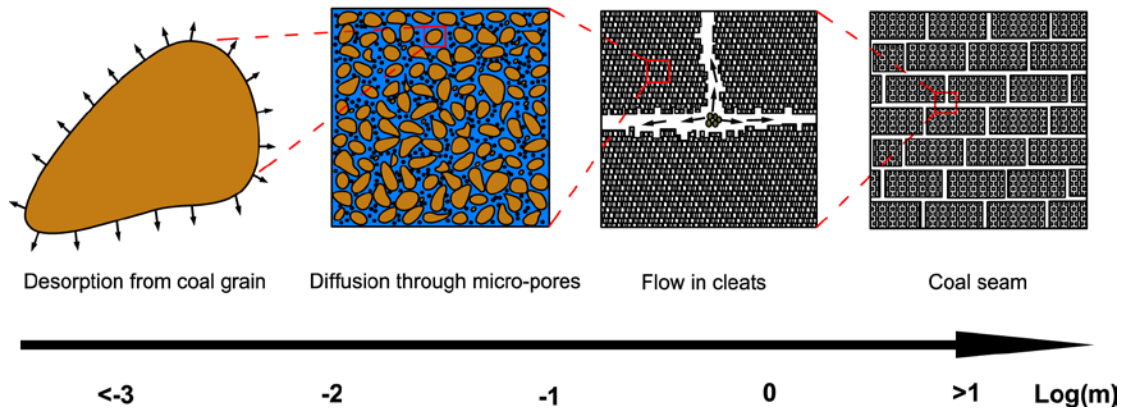 Desorption from coal grain
Diffusion through micro-pores
Flow in cleats
Coal seam
<-3
-2
-1
0
>1
Log(m)